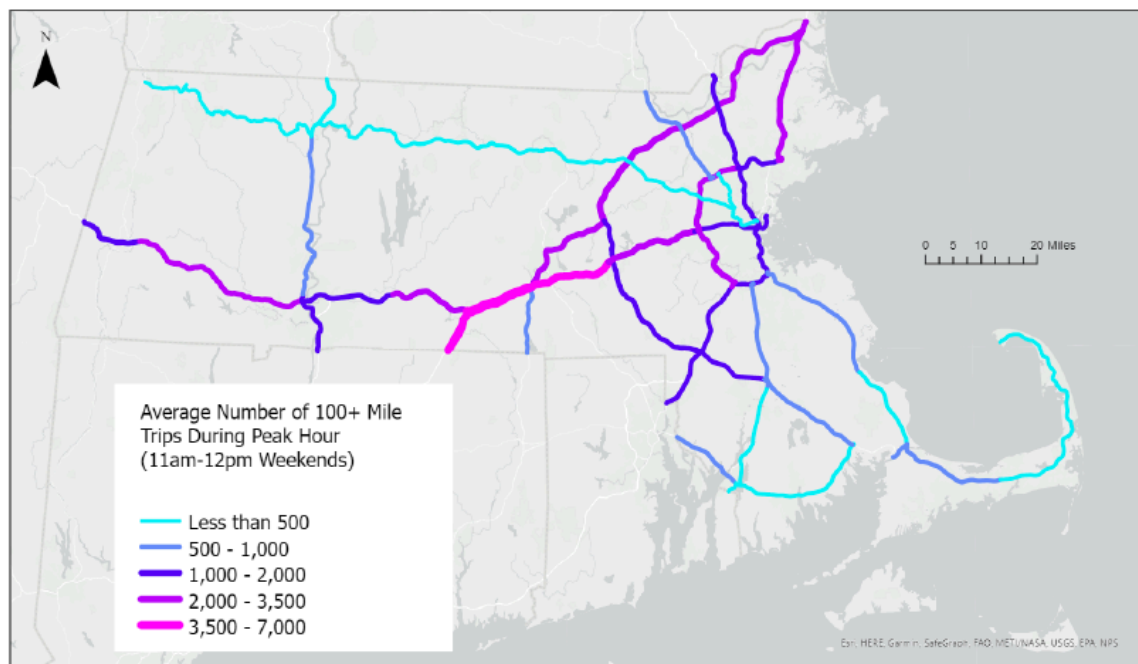 N
0 5 10 20 Miles
Average Number of 100+ Mile
Trips During Peak Hour
(11am-12pm Weekends)
Less than 500
500 - 1,000
1,000 - 2,000
2,000 - 3,500
3,500 - 7,000
Esri, HERE, Garmin, SafeGraph, FAO, METI/NASA, USGS, EPA, NPS